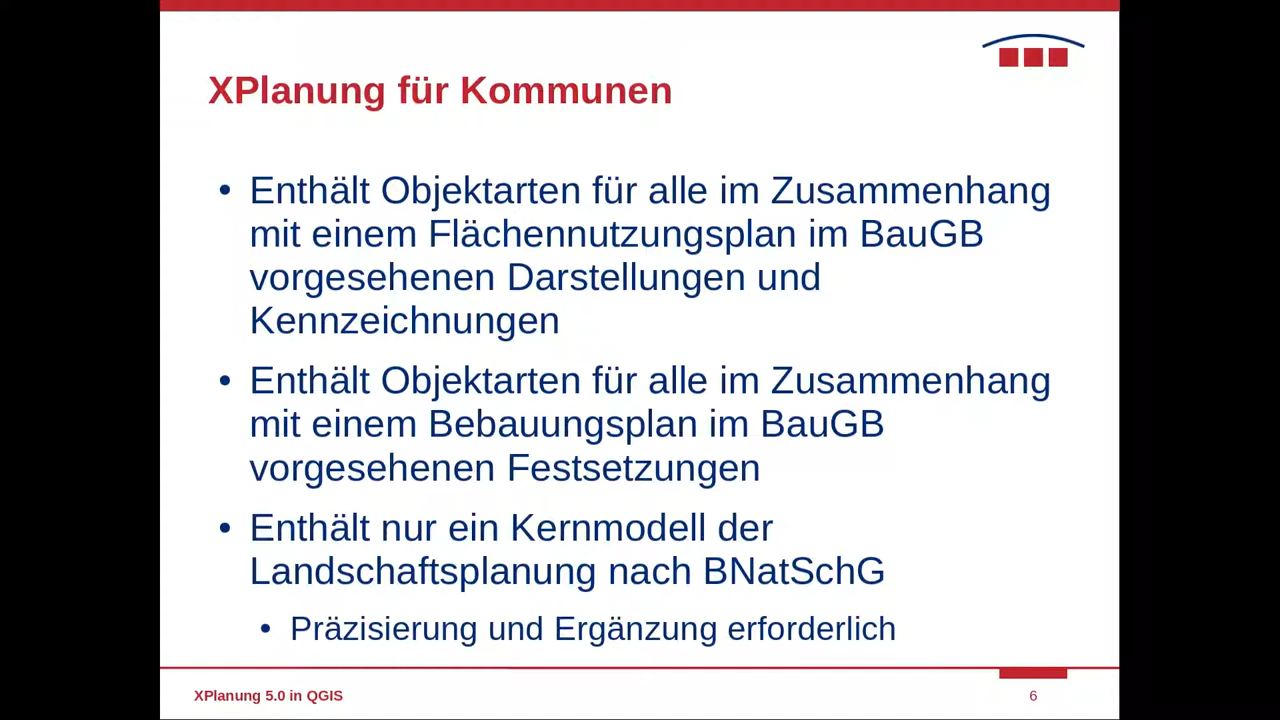 XPlanung für Kommunen
• Enthält Objektarten für alle im Zusammenhang
mit einem Flächennutzungsplan im BauGB
vorgesehenen Darstellungen und
Kennzeichnungen
• Enthält Objektarten für alle im Zusammenhang
mit einem Bebauungsplan im BauGB
vorgesehenen Festsetzungen
• Enthält nur ein Kernmodell der
Landschaftsplanung nach BNatSchG
• Präzisierung und Ergänzung erforderlich
XPlanung 5.0 in QGIS
6